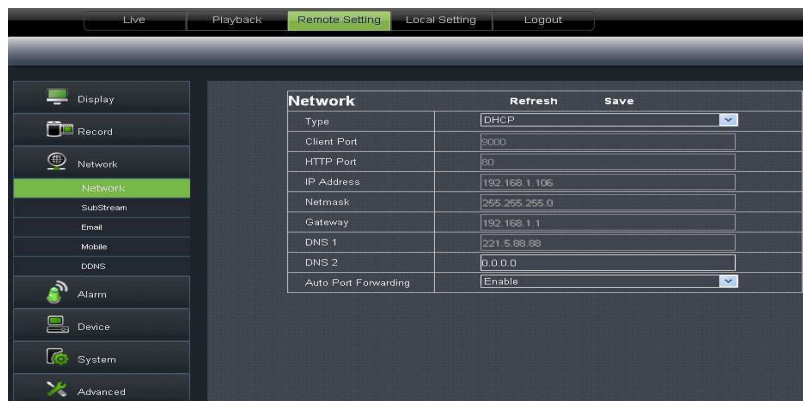 Live Playback Remote Setting Local Setting Logout
Display
Record
Network
Network
SubStream
Email
Mobile
DDNS
Alarm
Device
System
Advanced
Network Refresh Save
Type DHCP
Client Port 9000
HTTP Port 80
IP Address 192.168.1.106
Netmask 255.255.255.0
Gateway 192.168.1.1
DNS 1 221.5.88.88
DNS 2 0.0.0.0
Auto Port Forwarding Enable